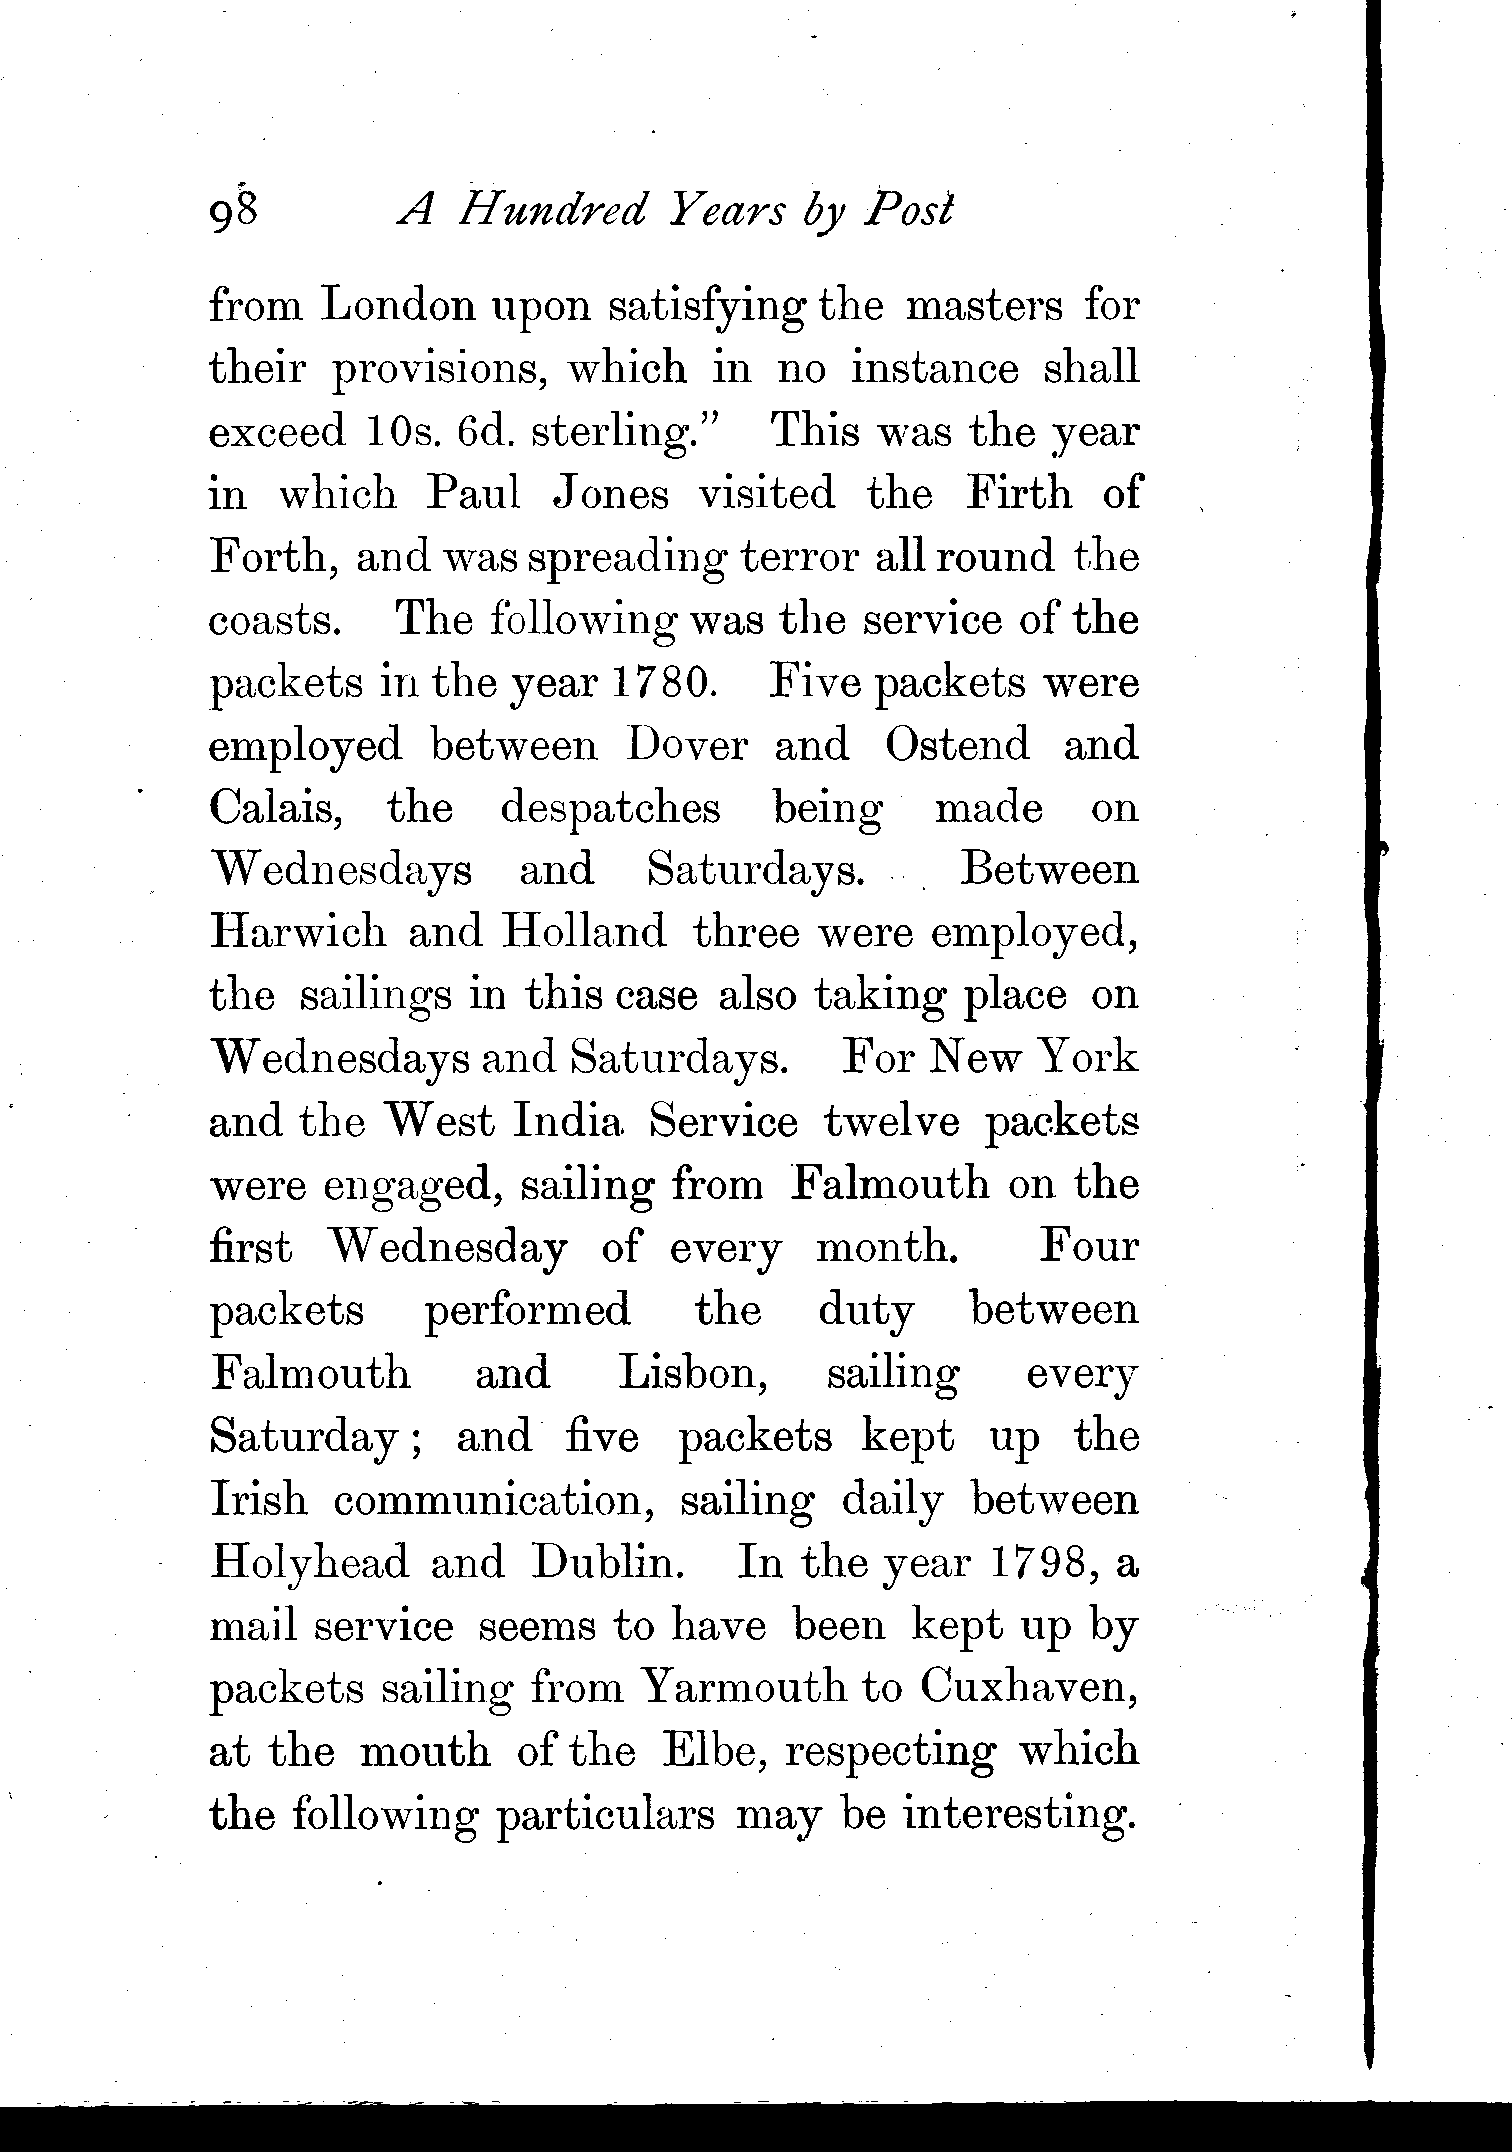 98 A Hundred Years by Post
from London upon satisfying the masters for
their provisions, which in no instance shall
exceed 10s. 6d. sterling." This was the year
in which Paul Jones visited the Firth of
Forth, and was spreading terror all round the
coasts. The following was the service of the
packets in the year 1780. Five packets were
employed between Dover and Ostend and
Calais, the despatches being made on
Wednesdays and Saturdays. Between
Harwich and Holland three were employed,
the sailings in this case also taking place on
Wednesdays and Saturdays. For New York
and the West India Service twelve packets
were engaged, sailing from Falmouth on the
first Wednesday of every month. Four
packets performed the duty between
Falmouth and Lisbon, sailing every
Saturday; and five packets kept up the
Irish communication, sailing daily between
Holyhead and Dublin. In the year 1798, a
mail service seems to have been kept up by
packets sailing from Yarmouth to Cuxhaven,
at the mouth of the Elbe, respecting which
the following particulars may be interesting.